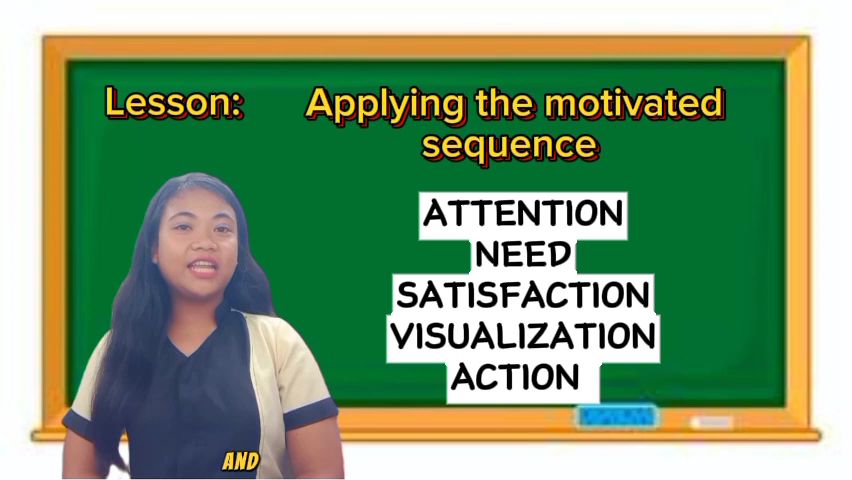 Lesson: Applying the motivated
sequence
ATTENTION
NEED
SATISFACTION
VISUALIZATION
ACTION
AND